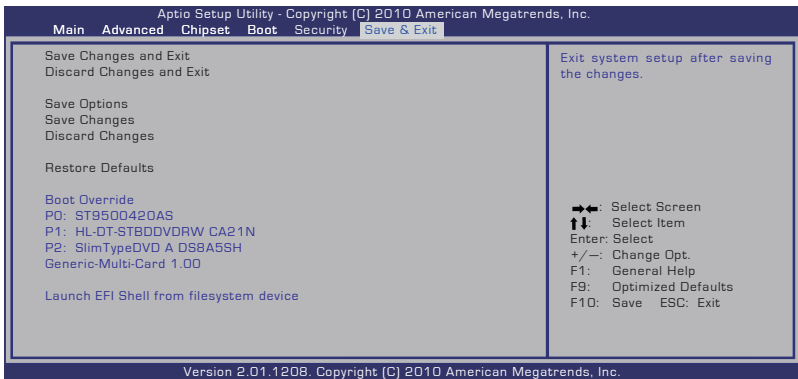 Aptio Setup Utility - Copyright (C) 2010 American Megatrends, Inc.
Main Advanced Chipset Boot Security Save & Exit
Save Changes and Exit
Discard Changes and Exit
Save Options
Save Changes
Discard Changes
Restore Defaults
Boot Override
P0: ST9500420AS
P1: HL-DT-STBDDVDRW CA21N
P2: SlimTypeDVD A DS8A5SH
Generic-Multi-Card 1.00
Launch EFI Shell from filesystem device
Exit system setup after saving
the changes.
→←: Select Screen
↑↓: Select Item
Enter: Select
+/—: Change Opt.
F1: General Help
F9: Optimized Defaults
F10: Save ESC: Exit
Version 2.01.1208. Copyright (C) 2010 American Megatrends, Inc.